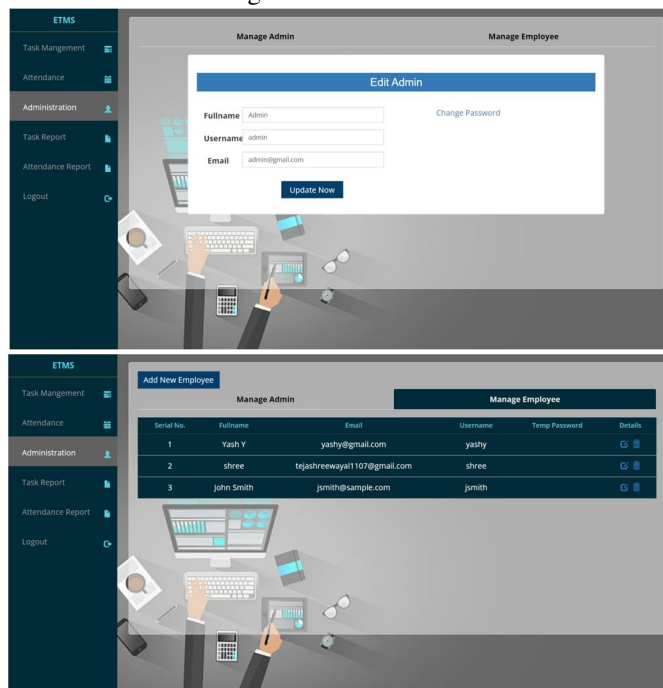 ETMS
Manage Admin Manage Employee
Task Mangement
Edit Admin
Attendance
Administration
Fullname Admin Change Password
Task Report
Username admin
Attendance Report
Email admin@gmail.com
Logout
Update Now
ETMS
Add New Employee
Task Mangement
Manage Admin Manage Employee
Attendance
Serial No. Fullname Email Username Temp Password Details
1 Yash Y yashy@gmail.com yashy
Administration
2 shree tejashreewayal1107@gmail.com shree
Task Report
3 John Smith jsmith@sample.com jsmith
Attendance Report
Logout